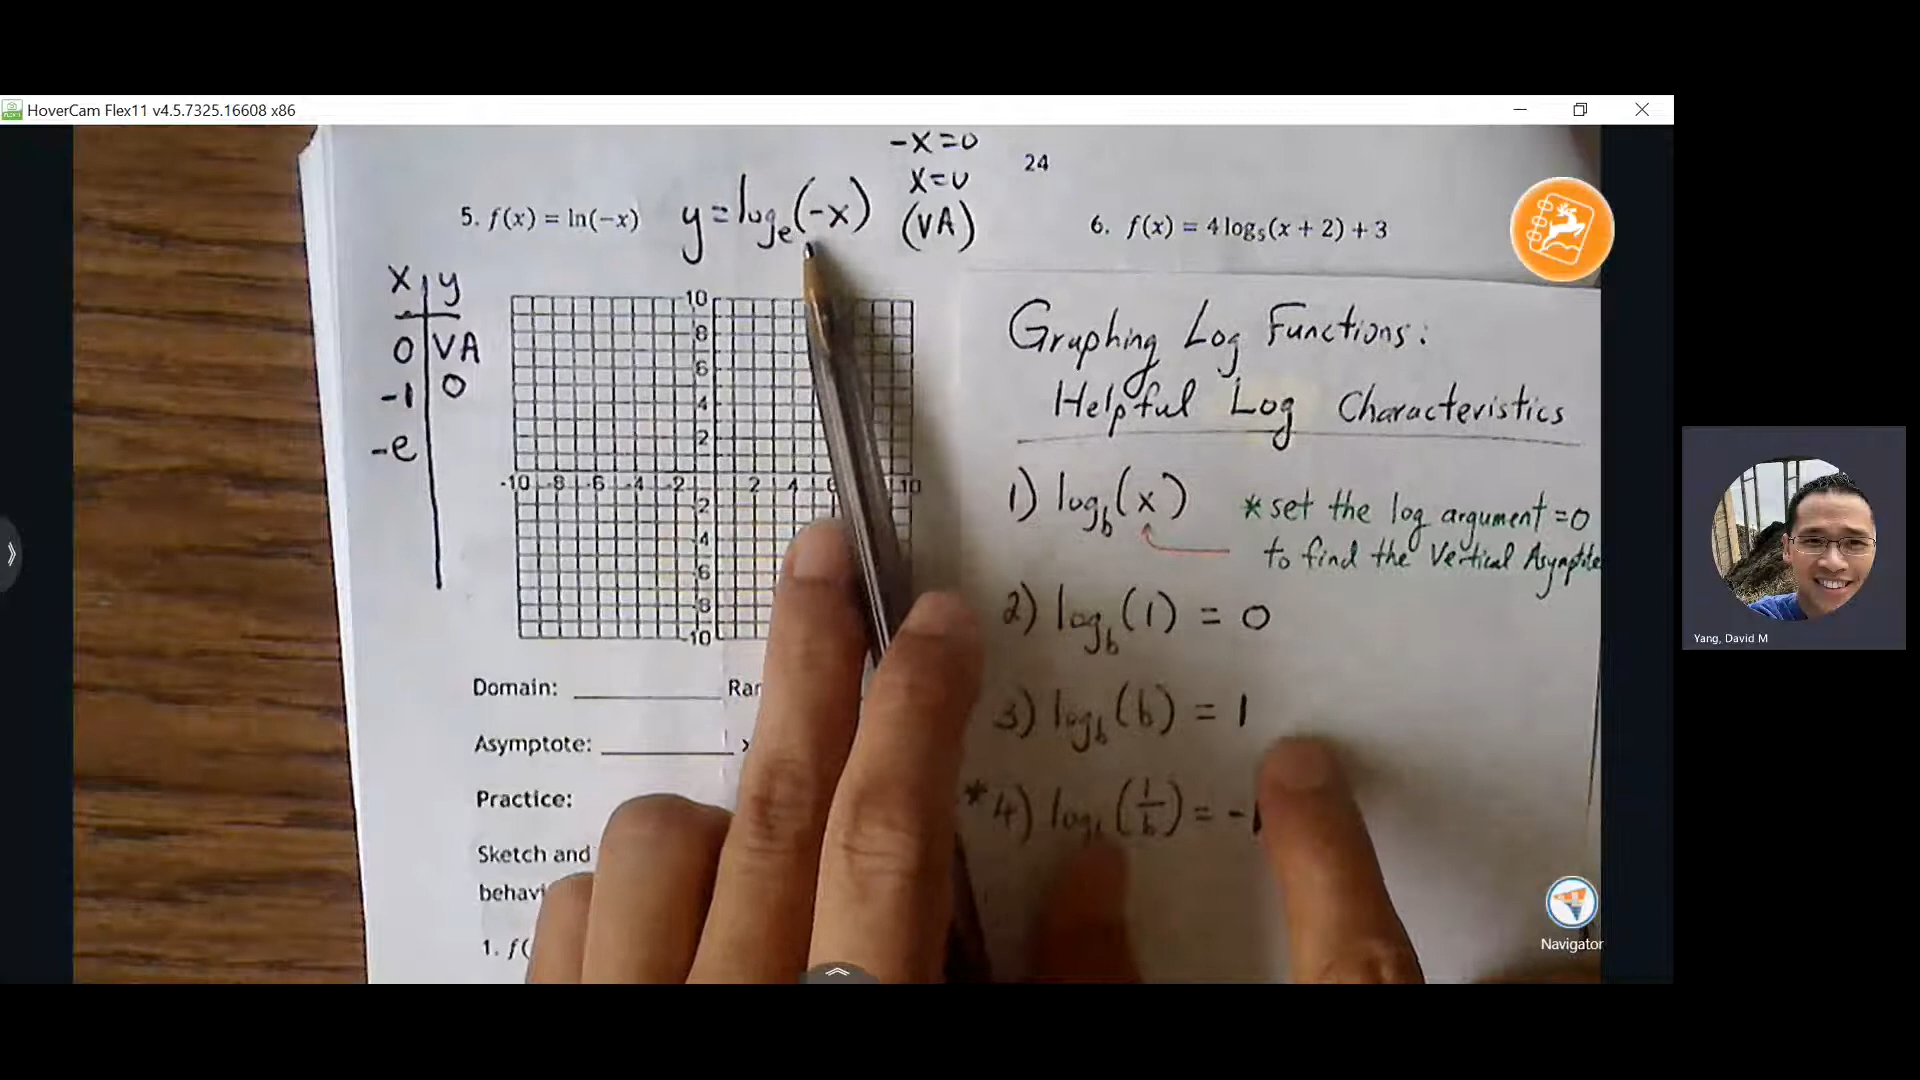 HoverCam Flex11 v4.5.7325.16608 x86
-x=0
24
x=0
5. f(x) = ln(−x)
y=log_e(-x)
(VA)
6. f(x) = 4 log₅(x + 2) + 3
x y
0 VA
-1 0
-e
10
8
6
4
2
-10 -8 -6 -4 -2 2 4 6 10
-2
-4
-6
-8
-10
Graphing Log Functions:
Helpful Log Characteristics
1) log_b(x)
*set the log argument =0
to find the Vertical Asymptote
2) log_b(1) = 0
3) log_b(b) = 1
*4) log_b(1/b) = -1
Domain:
Asymptote:
Practice:
Sketch and
1. f(
Navigator
Yang, David M